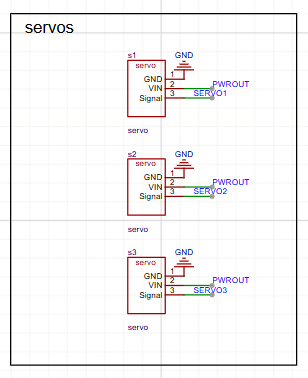 servos
s1
servo
GND
GND 1
VIN 2 PWROUT
Signal 3 SERVO1
servo
s2
servo
GND
GND 1
VIN 2 PWROUT
Signal 3 SERVO2
servo
s3
servo
GND
GND 1
VIN 2 PWROUT
Signal 3 SERVO3
servo